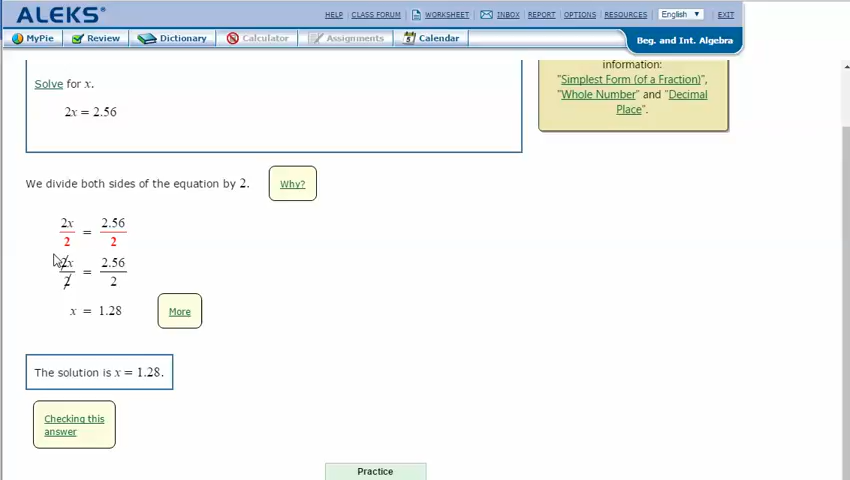 ALEKS®
HELP CLASS FORUM WORKSHEET INBOX REPORT OPTIONS RESOURCES English EXIT
MyPie Review Dictionary Calculator Assignments Calendar Beg. and Int. Algebra
information:
"Simplest Form (of a Fraction)",
"Whole Number" and "Decimal
Place".
Solve for x.
2x = 2.56
We divide both sides of the equation by 2. Why?
2x/2 = 2.56/2
2x/2 = 2.56/2
x = 1.28 More
The solution is x = 1.28.
Checking this
answer
Practice